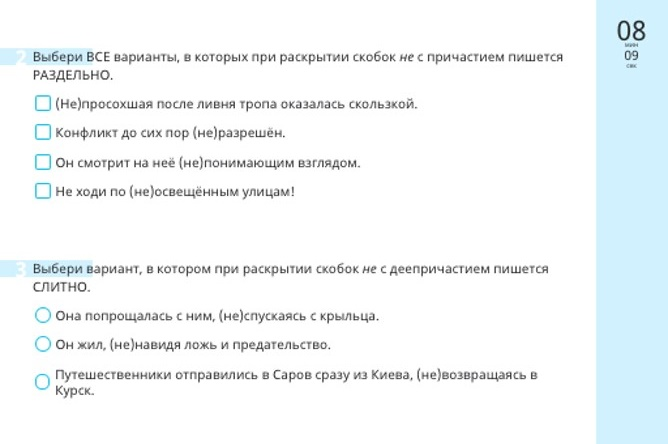 08
мин
09
сек
2 Выбери ВСЕ варианты, в которых при раскрытии скобок не с причастием пишется
РАЗДЕЛЬНО.
(Не)просохшая после ливня тропа оказалась скользкой.
Конфликт до сих пор (не)разрешён.
Он смотрит на неё (не)понимающим взглядом.
Не ходи по (не)освещённым улицам!
3 Выбери вариант, в котором при раскрытии скобок не с деепричастием пишется
СЛИТНО.
Она попрощалась с ним, (не)спускаясь с крыльца.
Он жил, (не)навидя ложь и предательство.
Путешественники отправились в Саров сразу из Киева, (не)возвращаясь в
Курск.